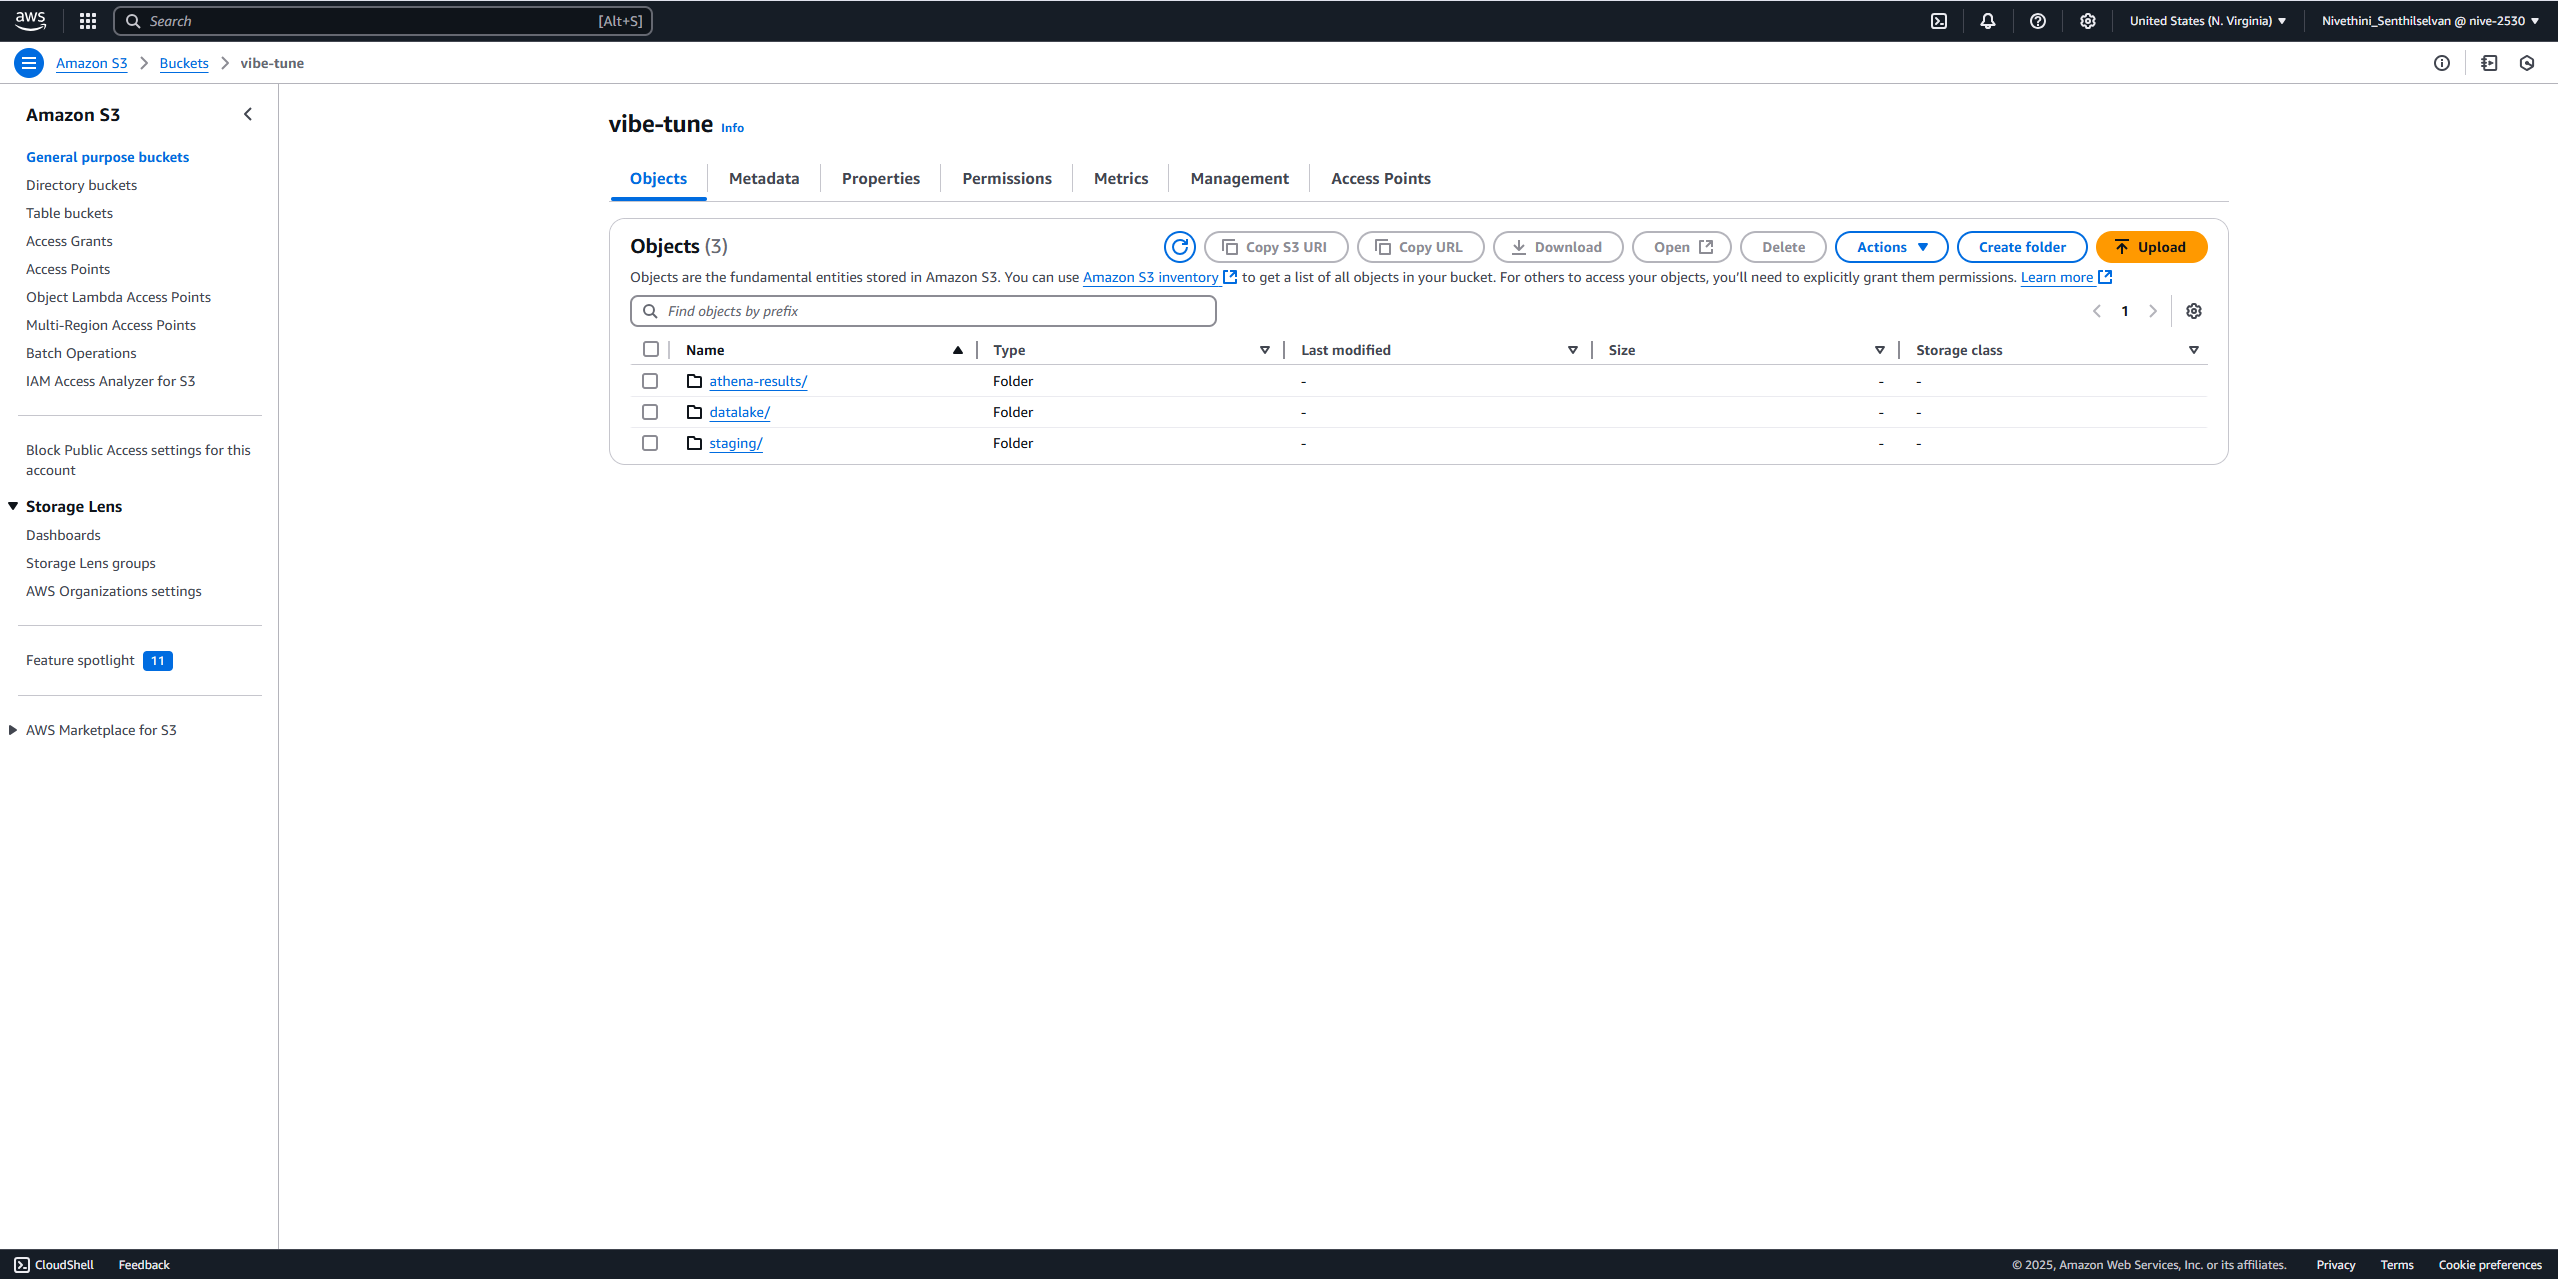 aws
Search [Alt+S]
United States (N. Virginia)
Nivethini_Senthilselvan @ nive-2530
Amazon S3
Buckets
vibe-tune
Amazon S3
General purpose buckets
Directory buckets
Table buckets
Access Grants
Access Points
Object Lambda Access Points
Multi-Region Access Points
Batch Operations
IAM Access Analyzer for S3
Block Public Access settings for this
account
Storage Lens
Dashboards
Storage Lens groups
AWS Organizations settings
Feature spotlight 11
AWS Marketplace for S3
vibe-tune Info
Objects Metadata Properties Permissions Metrics Management Access Points
Objects (3) Copy S3 URI Copy URL Download Open Delete Actions Create folder Upload
Objects are the fundamental entities stored in Amazon S3. You can use Amazon S3 inventory to get a list of all objects in your bucket. For others to access your objects, you’ll need to explicitly grant them permissions. Learn more
Find objects by prefix 1
Name Type Last modified Size Storage class
athena-results/ Folder - - -
datalake/ Folder - - -
staging/ Folder - - -
CloudShell Feedback © 2025, Amazon Web Services, Inc. or its affiliates. Privacy Terms Cookie preferences